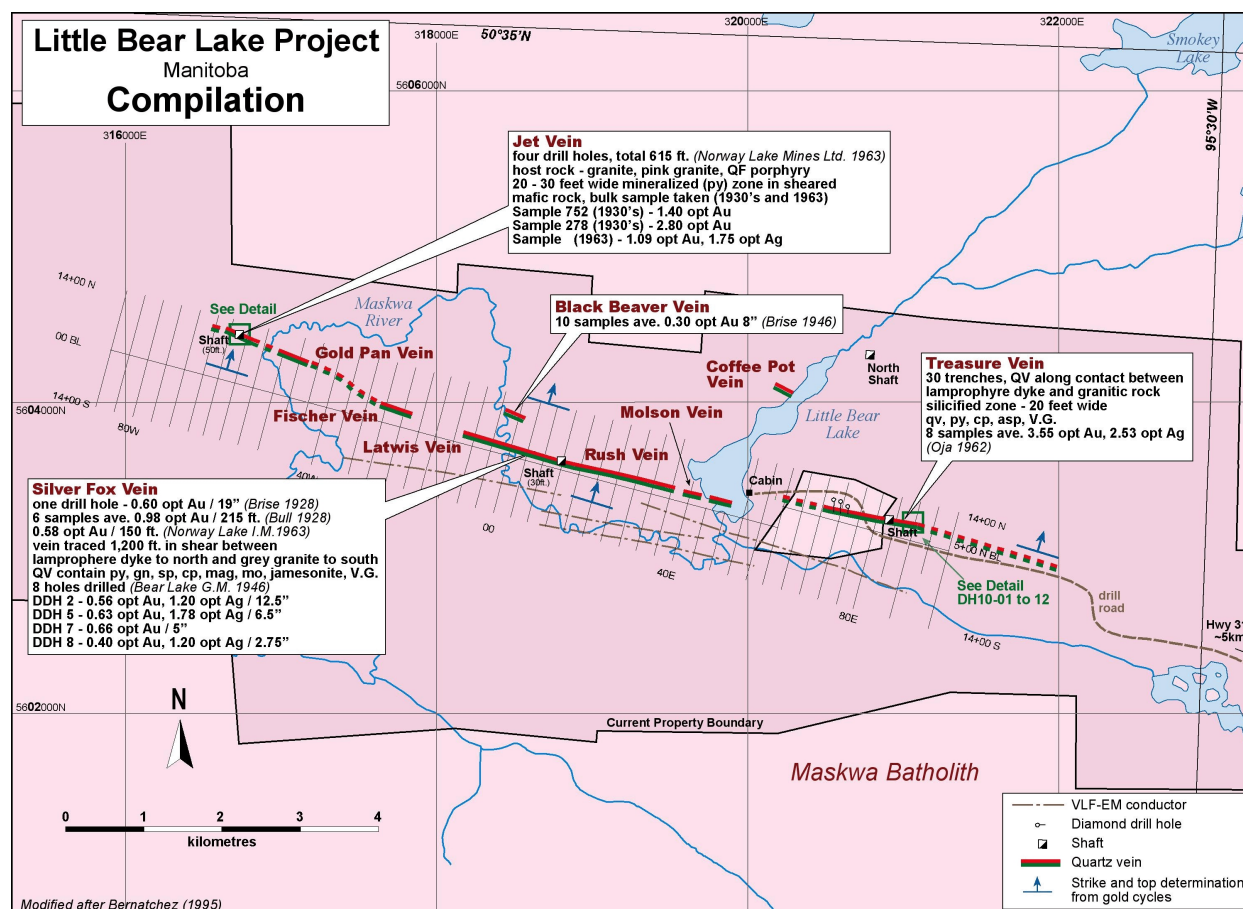 Little Bear Lake Project
Manitoba
Compilation
316000E
318000E
50°35'N
320000E
322000E
Smokey
Lake
95°30'W
5606000N
Jet Vein
four drill holes, total 615 ft. (Norway Lake Mines Ltd. 1963)
host rock - granite, pink granite, QF porphyry
20 - 30 feet wide mineralized (py) zone in sheared
mafic rock, bulk sample taken (1930's and 1963)
Sample 752 (1930's) - 1.40 opt Au
Sample 278 (1930's) - 2.80 opt Au
Sample (1963) - 1.09 opt Au, 1.75 opt Ag
14+00 N
See Detail
Maskwa
River
Black Beaver Vein
10 samples ave. 0.30 opt Au 8” (Brise 1946)
00 BL
Shaft
(50ft.)
Gold Pan Vein
Coffee Pot
Vein
North
Shaft
Treasure Vein
30 trenches, QV along contact between
lamprophyre dyke and granitic rock
silicified zone - 20 feet wide
qv, py, cp, asp, V.G.
8 samples ave. 3.55 opt Au, 2.53 opt Ag
(Oja 1962)
14+00 S
5604000N
80W
Fischer Vein
Molson Vein
Little Bear
Lake
Latwis Vein
Rush Vein
40W
Shaft
(30ft.)
Cabin
Silver Fox Vein
one drill hole - 0.60 opt Au / 19” (Brise 1928)
6 samples ave. 0.98 opt Au / 215 ft. (Bull 1928)
0.58 opt Au / 150 ft. (Norway Lake I.M.1963)
vein traced 1,200 ft. in shear between
lamprophere dyke to north and grey granite to south
QV contain py, gn, sp, cp, mag, mo, jamesonite, V.G.
8 holes drilled (Bear Lake G.M. 1946)
DDH 2 - 0.56 opt Au, 1.20 opt Ag / 12.5”
DDH 5 - 0.63 opt Au, 1.78 opt Ag / 6.5”
DDH 7 - 0.66 opt Au / 5”
DDH 8 - 0.40 opt Au, 1.20 opt Ag / 2.75”
00
40E
80E
Shaft
14+00 N
5+00 N BL
See Detail
DH10-01 to 12
14+00 S
drill
road
Hwy 31
~5km
5602000N
N
Current Property Boundary
Maskwa Batholith
0 1 2 3 4
kilometres
VLF-EM conductor
Diamond drill hole
Shaft
Quartz vein
Strike and top determination
from gold cycles
Modified after Bernatchez (1995)